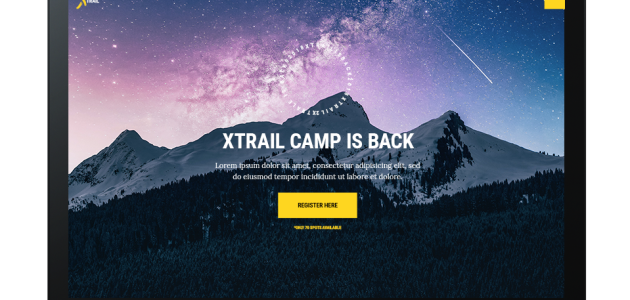 XTRAIL
XTRAIL CAMP IS BACK
Lorem ipsum dolor sit amet, consectetur adipisicing elit, sed
do eiusmod tempor incididunt ut labore et dolore.
REGISTER HERE
*ONLY 70 SPOTS AVAILABLE